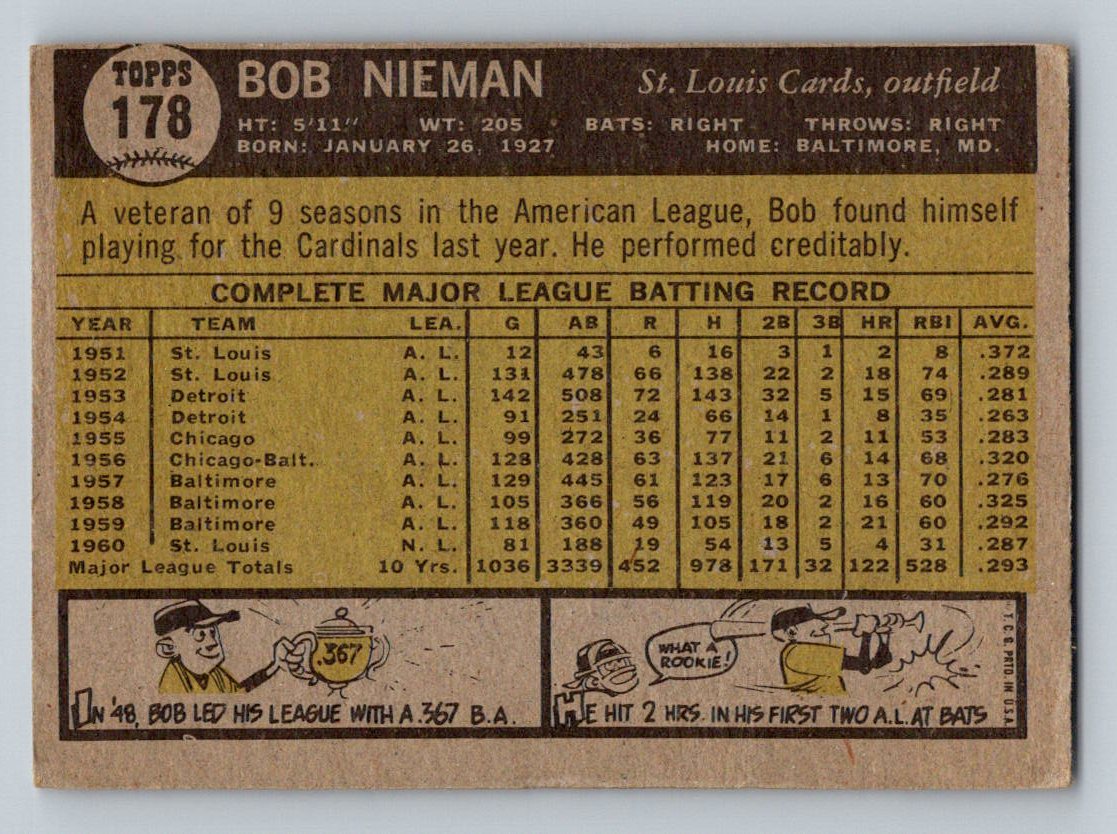 TOPPS
178
BOB NIEMAN St. Louis Cards, outfield
HT: 5'11" WT: 205 • BATS: RIGHT THROWS: RIGHT
BORN: JANUARY 26, 1927 HOME: BALTIMORE, MD.
A veteran of 9 seasons in the American League, Bob found himself
playing for the Cardinals last year. He performed creditably.
COMPLETE MAJOR LEAGUE BATTING RECORD
YEAR TEAM LEA. G AB R H 2B 3B HR RBI AVG.
1951 St. Louis A. L. 12 43 6 16 3 1 2 8 .372
1952 St. Louis A. L. 131 478 66 138 22 2 18 74 .289
1953 Detroit A. L. 142 508 72 143 32 5 15 69 .281
1954 Detroit A. L. 91 251 24 66 14 1 8 35 .263
1955 Chicago A. L. 99 272 36 77 11 2 11 53 .283
1956 Chicago-Balt. A. L. 128 428 63 137 21 6 14 68 .320
1957 Baltimore A. L. 129 445 61 123 17 6 13 70 .276
1958 Baltimore A. L. 105 366 56 119 20 2 16 60 .325
1959 Baltimore A. L. 118 360 49 105 18 2 21 60 .292
1960 St. Louis N. L. 81 188 19 54 13 5 4 31 .287
Major League Totals 10 Yrs. 1036 3339 452 978 171 32 122 528 .293
.367
IN '48, BOB LED HIS LEAGUE WITH A .367 B.A.
WHAT A
ROOKIE!
HE HIT 2 HRS. IN HIS FIRST TWO A.L. AT BATS
T.C.G. PRTD IN U.S.A.